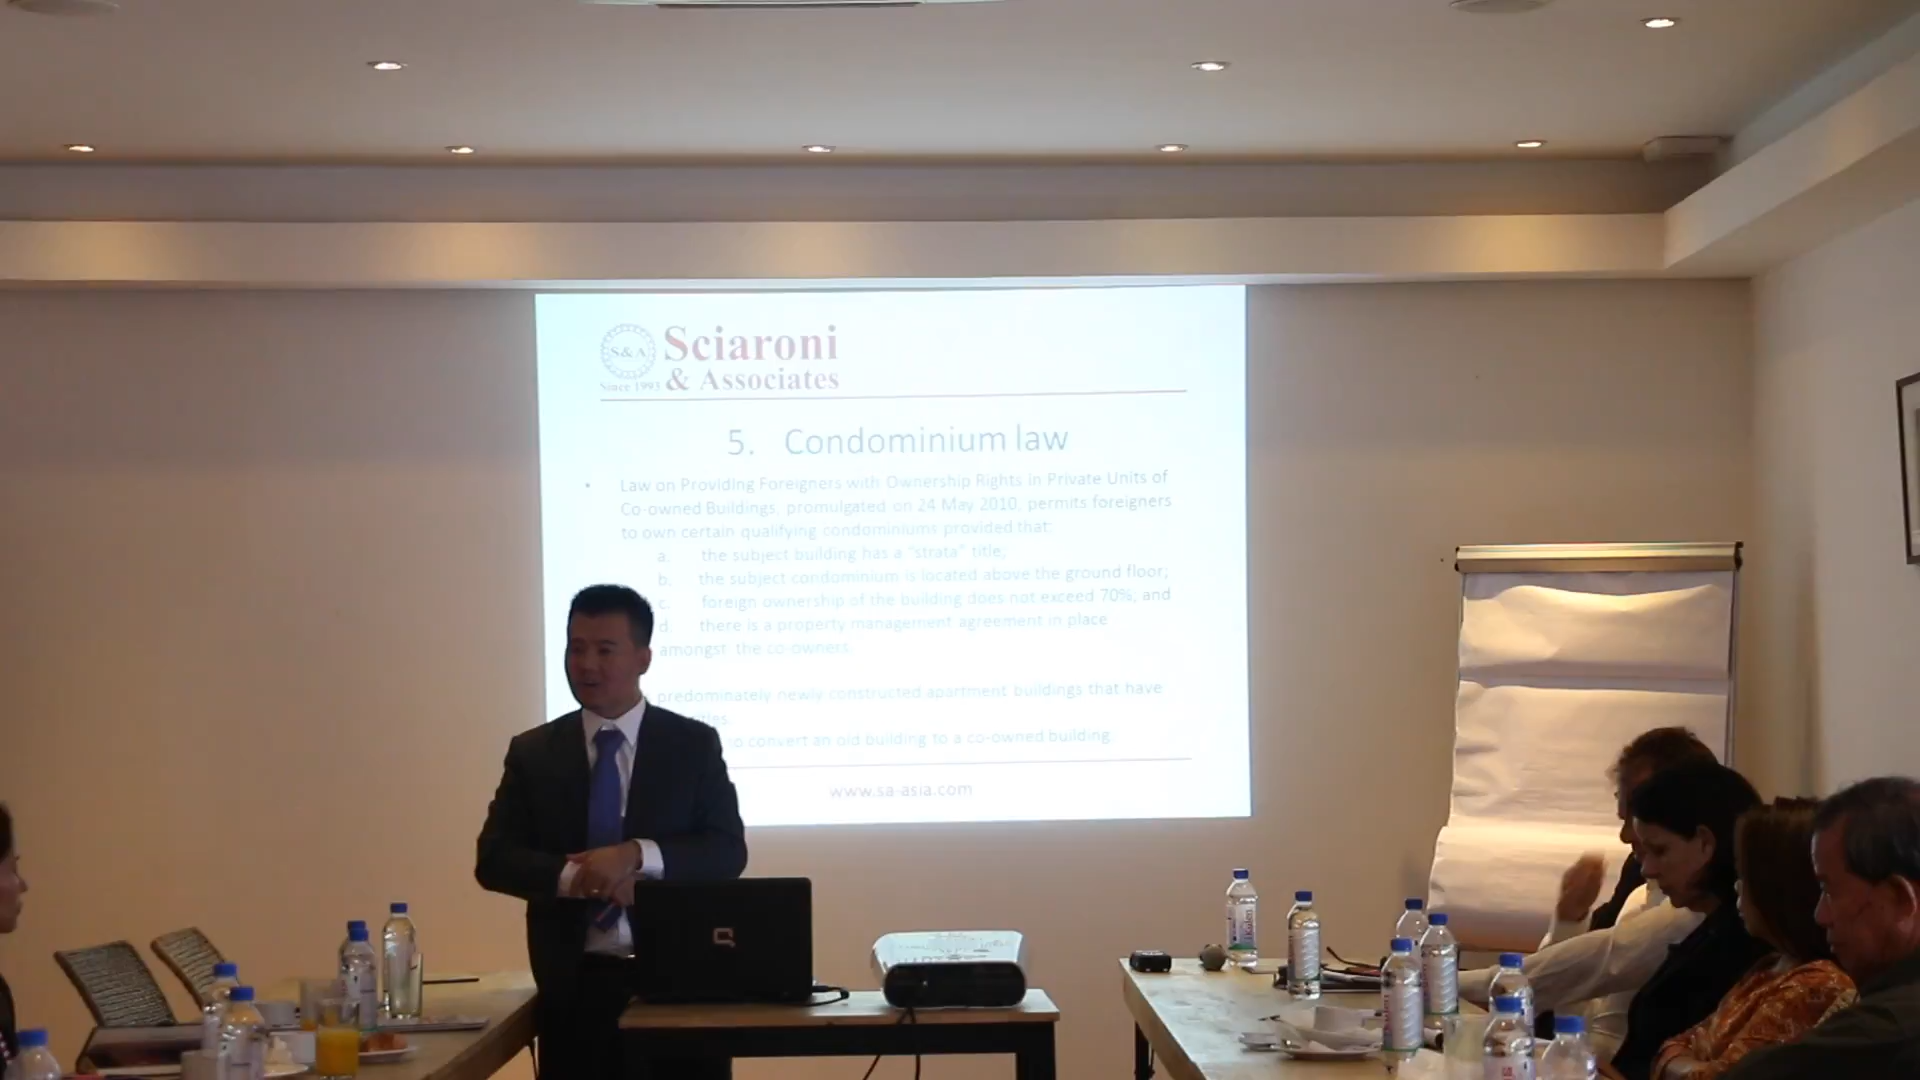 S&A
Since 1993
Sciaroni
& Associates
5. Condominium law
• Law on Providing Foreigners with Ownership Rights in Private Units of
Co-owned Buildings, promulgated on 24 May 2010, permits foreigners
to own certain qualifying condominiums provided that:
a. the subject building has a "strata" title;
b. the subject condominium is located above the ground floor;
c. foreign ownership of the building does not exceed 70%; and
d. there is a property management agreement in place
amongst the co-owners.
predominately newly constructed apartment buildings that have
titles.
to convert an old building to a co-owned building.
www.sa-asia.com